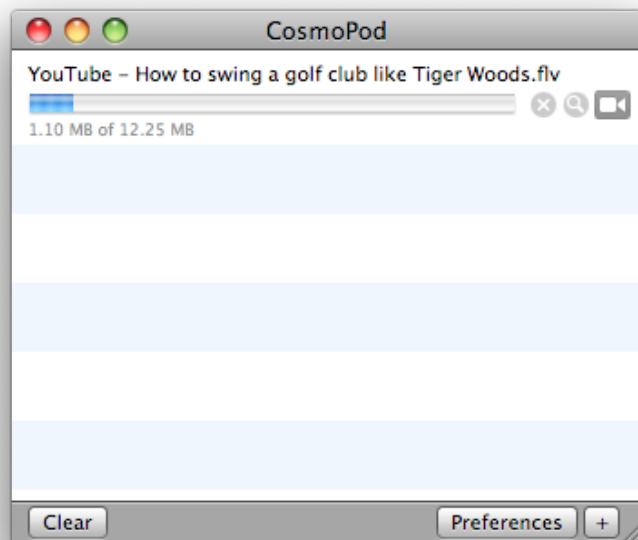 CosmoPod
YouTube – How to swing a golf club like Tiger Woods.flv
1.10 MB of 12.25 MB
Clear
Preferences
+